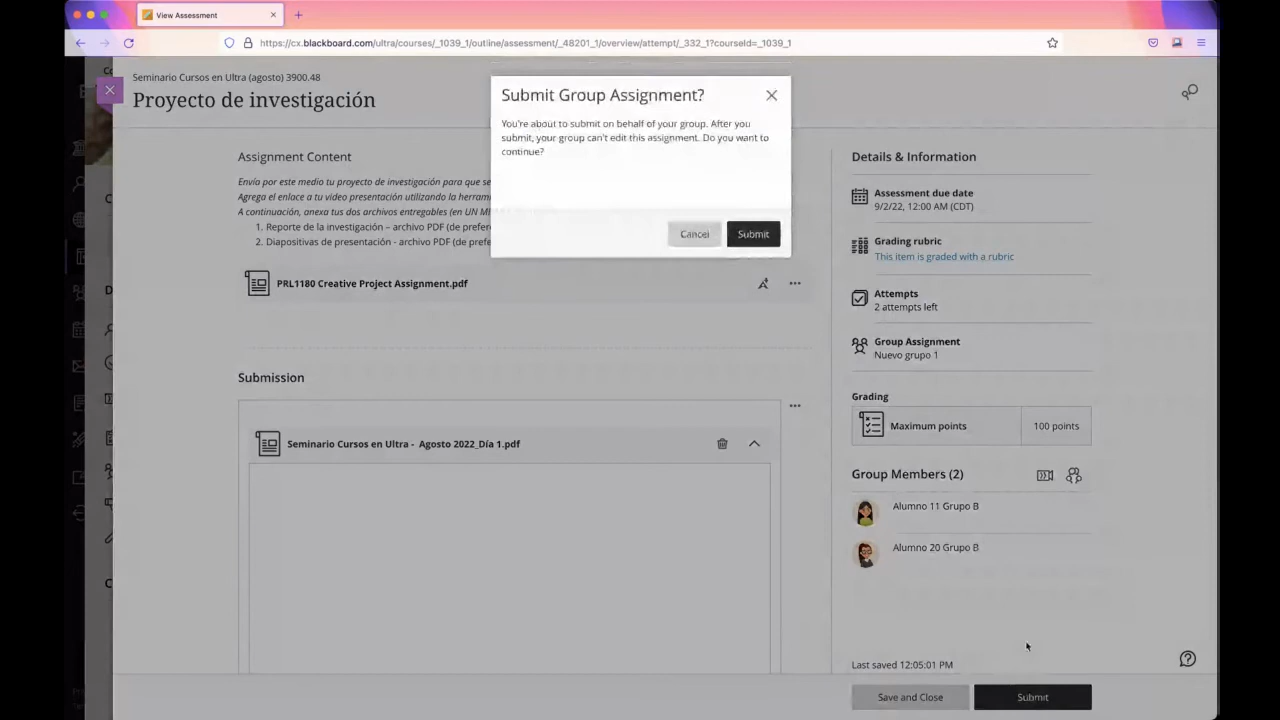 View Assessment
https://cx.blackboard.com/ultra/courses/_1039_1/outline/assessment/_48201_1/overview/attempt/_332_1?courseId=_1039_1
Seminario Cursos en Ultra (agosto) 3900.48
Proyecto de investigación
Submit Group Assignment?
You're about to submit on behalf of your group. After you
submit, your group can't edit this assignment. Do you want to
continue?
Cancel
Submit
Assignment Content
Envía por este medio tu proyecto de investigación para que se
Agrega el enlace a tu video presentación utilizando la herram
A continuación, anexa tus dos archivos entregables (en UN MI
1. Reporte de la investigación – archivo PDF (de prefer
2. Diapositivas de presentación - archivo PDF (de prefe
PRL1180 Creative Project Assignment.pdf
Submission
Seminario Cursos en Ultra - Agosto 2022_Día 1.pdf
Details & Information
Assessment due date
9/2/22, 12:00 AM (CDT)
Grading rubric
This item is graded with a rubric
Attempts
2 attempts left
Group Assignment
Nuevo grupo 1
Grading
Maximum points
100 points
Group Members (2)
Alumno 11 Grupo B
Alumno 20 Grupo B
Last saved 12:05:01 PM
Save and Close
Submit